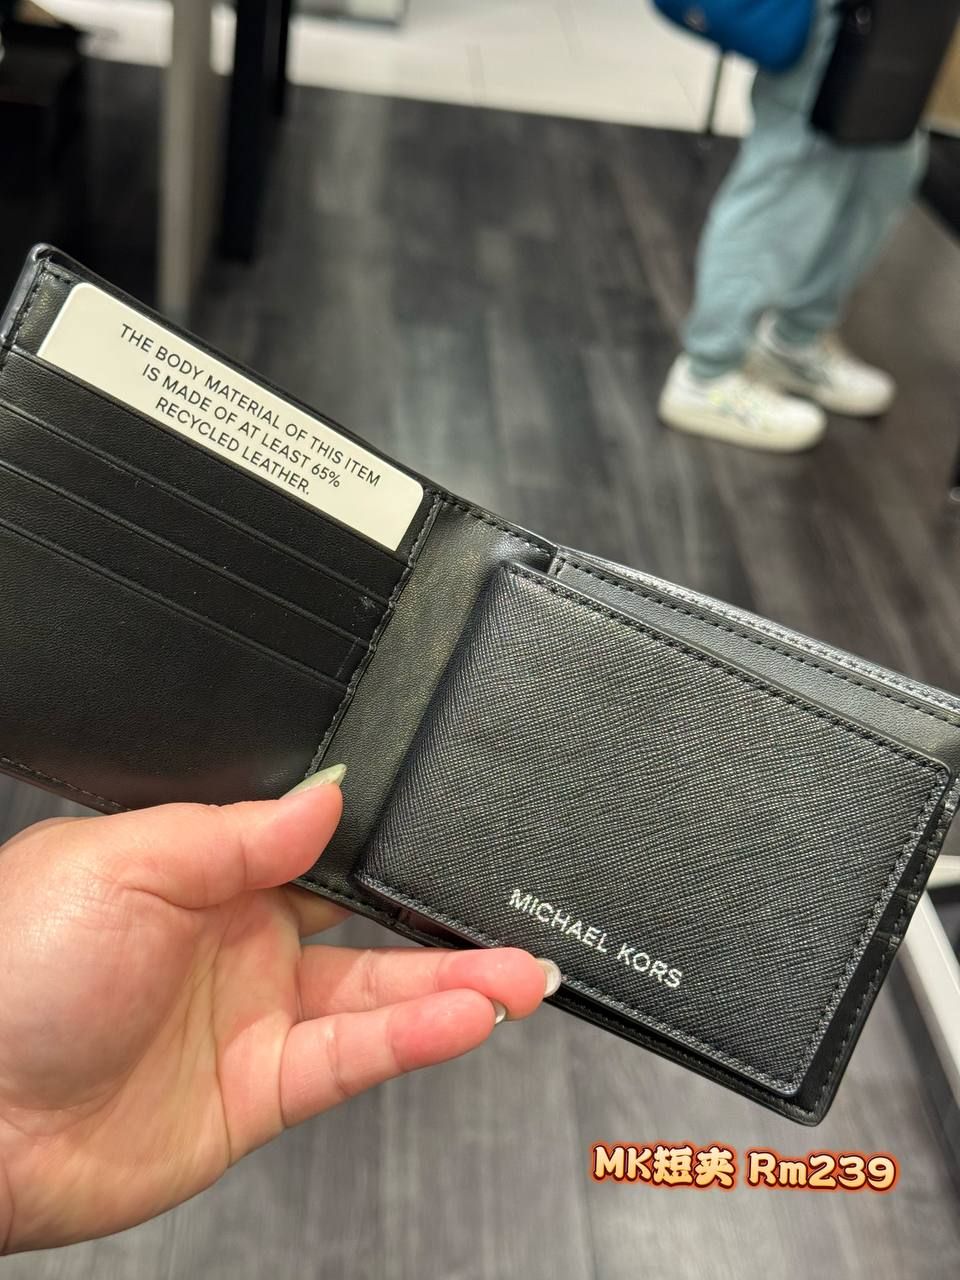 THE BODY MATERIAL OF THIS ITEM
IS MADE OF AT LEAST 65%
RECYCLED LEATHER.
MICHAEL KORS
MK短夹 Rm239